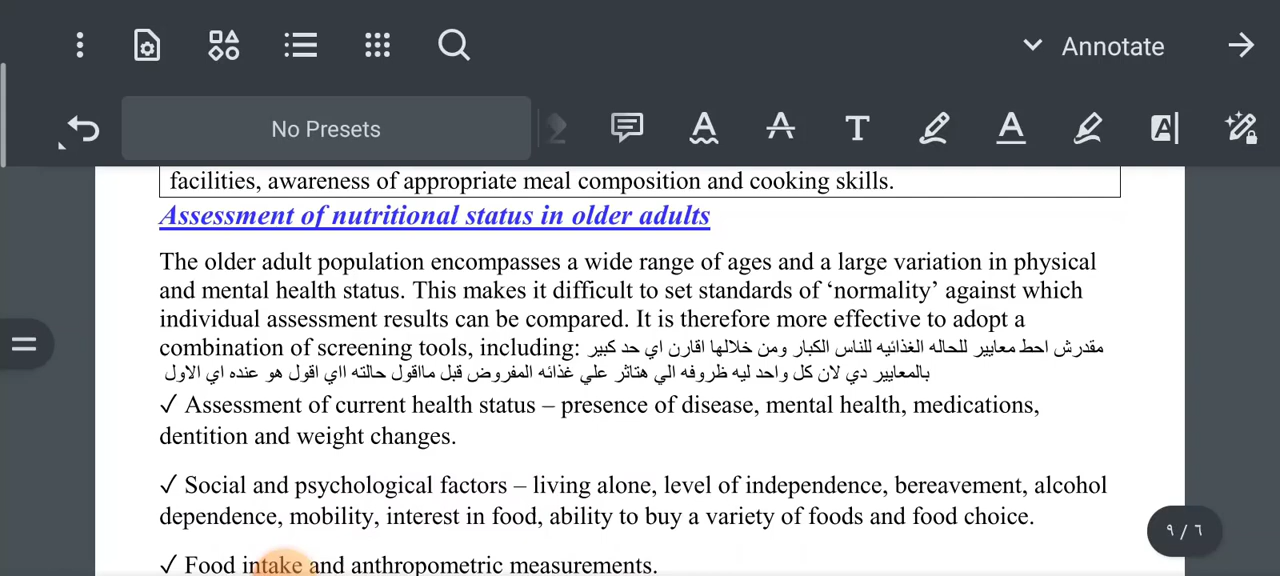 Annotate
No Presets
facilities, awareness of appropriate meal composition and cooking skills.
Assessment of nutritional status in older adults
The older adult population encompasses a wide range of ages and a large variation in physical
and mental health status. This makes it difficult to set standards of ‘normality’ against which
individual assessment results can be compared. It is therefore more effective to adopt a
combination of screening tools, including: مقدرش احط معايير للحاله الغذائيه للناس الكبار ومن خلالها اقارن اي حد كبير
بالمعايير دي لان كل واحد ليه ظروفه الي هتاثر علي غذائه المفروض قبل مااقول حالته ااي اقول هو عنده اي الاول
✓ Assessment of current health status – presence of disease, mental health, medications,
dentition and weight changes.
✓ Social and psychological factors – living alone, level of independence, bereavement, alcohol
dependence, mobility, interest in food, ability to buy a variety of foods and food choice.
٩ / ٦
✓ Food intake and anthropometric measurements.